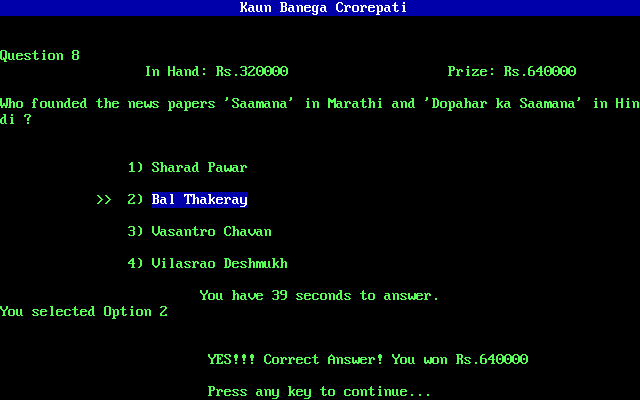 Kaun Banega Crorepati
Question 8
In Hand: Rs.320000 Prize: Rs.640000
Who founded the news papers 'Saamana' in Marathi and 'Dopahar ka Saamana' in Hin
di ?
1) Sharad Pawar
>> 2) Bal Thakeray
3) Vasantro Chavan
4) Vilasrao Deshmukh
You have 39 seconds to answer.
You selected Option 2
YES!!! Correct Answer! You won Rs.640000
Press any key to continue...